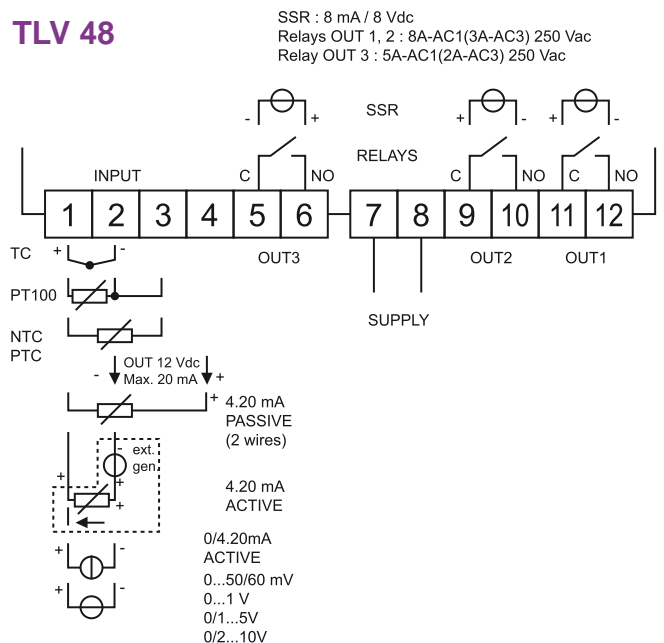 TLV 48
SSR : 8 mA / 8 Vdc
Relays OUT 1, 2 : 8A-AC1(3A-AC3) 250 Vac
Relay OUT 3 : 5A-AC1(2A-AC3) 250 Vac
- + SSR + - + -
RELAYS
INPUT C NO C NO C NO
1 2 3 4 5 6 7 8 9 10 11 12
TC + - OUT3 OUT2 OUT1
PT100
SUPPLY
NTC
PTC
OUT 12 Vdc
- Max. 20 mA +
+ 4.20 mA
PASSIVE
(2 wires)
- ext.
gen.
+ +
+
4.20 mA
ACTIVE
0/4.20mA
+ - ACTIVE
0...50/60 mV
+ - 0...1 V
0/1...5V
0/2...10V